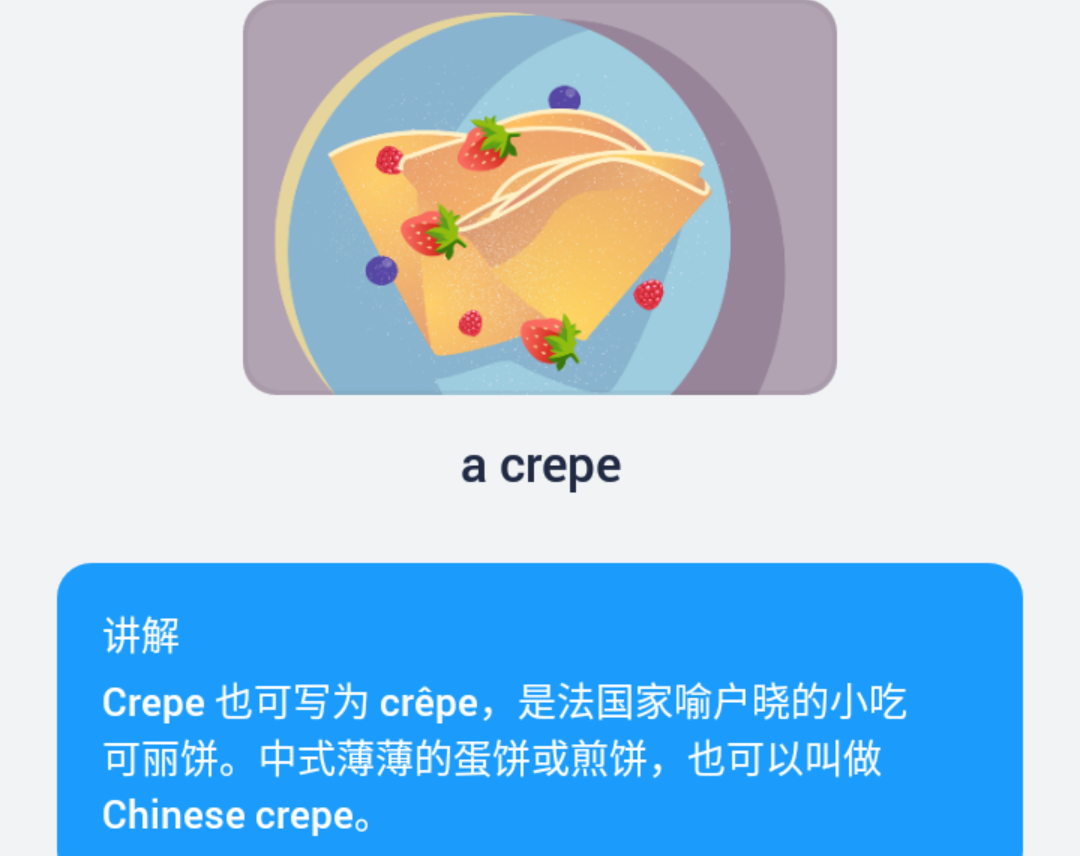 a crepe
讲解
Crepe 也可写为 crêpe，是法国家喻户晓的小吃
可丽饼。中式薄薄的蛋饼或煎饼，也可以叫做
Chinese crepe。